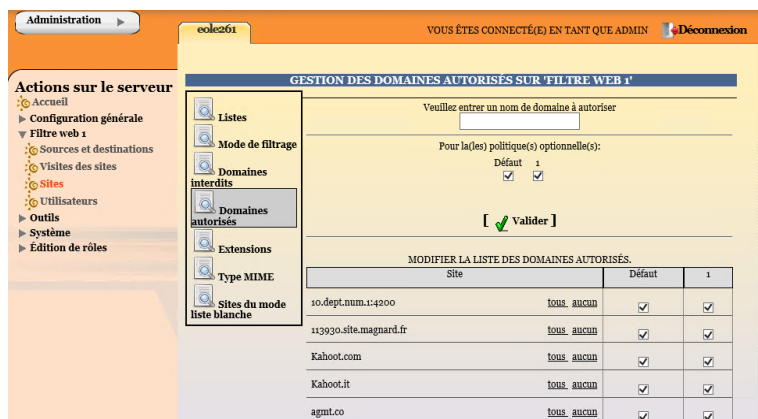 Administration
eole261
VOUS ÊTES CONNECTÉ(E) EN TANT QUE ADMIN
Déconnexion
Actions sur le serveur
Accueil
Configuration générale
Filtre web 1
Sources et destinations
Visites des sites
Sites
Utilisateurs
Outils
Système
Édition de rôles
GESTION DES DOMAINES AUTORISÉS SUR 'FILTRE WEB 1'
Listes
Mode de filtrage
Domaines
interdits
Domaines
autorisés
Extensions
Type MIME
Sites du mode
liste blanche
Veuillez entrer un nom de domaine à autoriser
Pour la(les) politique(s) optionnelle(s):
Défaut 1
[ Valider ]
MODIFIER LA LISTE DES DOMAINES AUTORISÉS.
Site Défaut 1
10.dept.num.1:4200 tous aucun
113930.site.magnard.fr tous aucun
Kahoot.com tous aucun
Kahoot.it tous aucun
agmt.co tous aucun